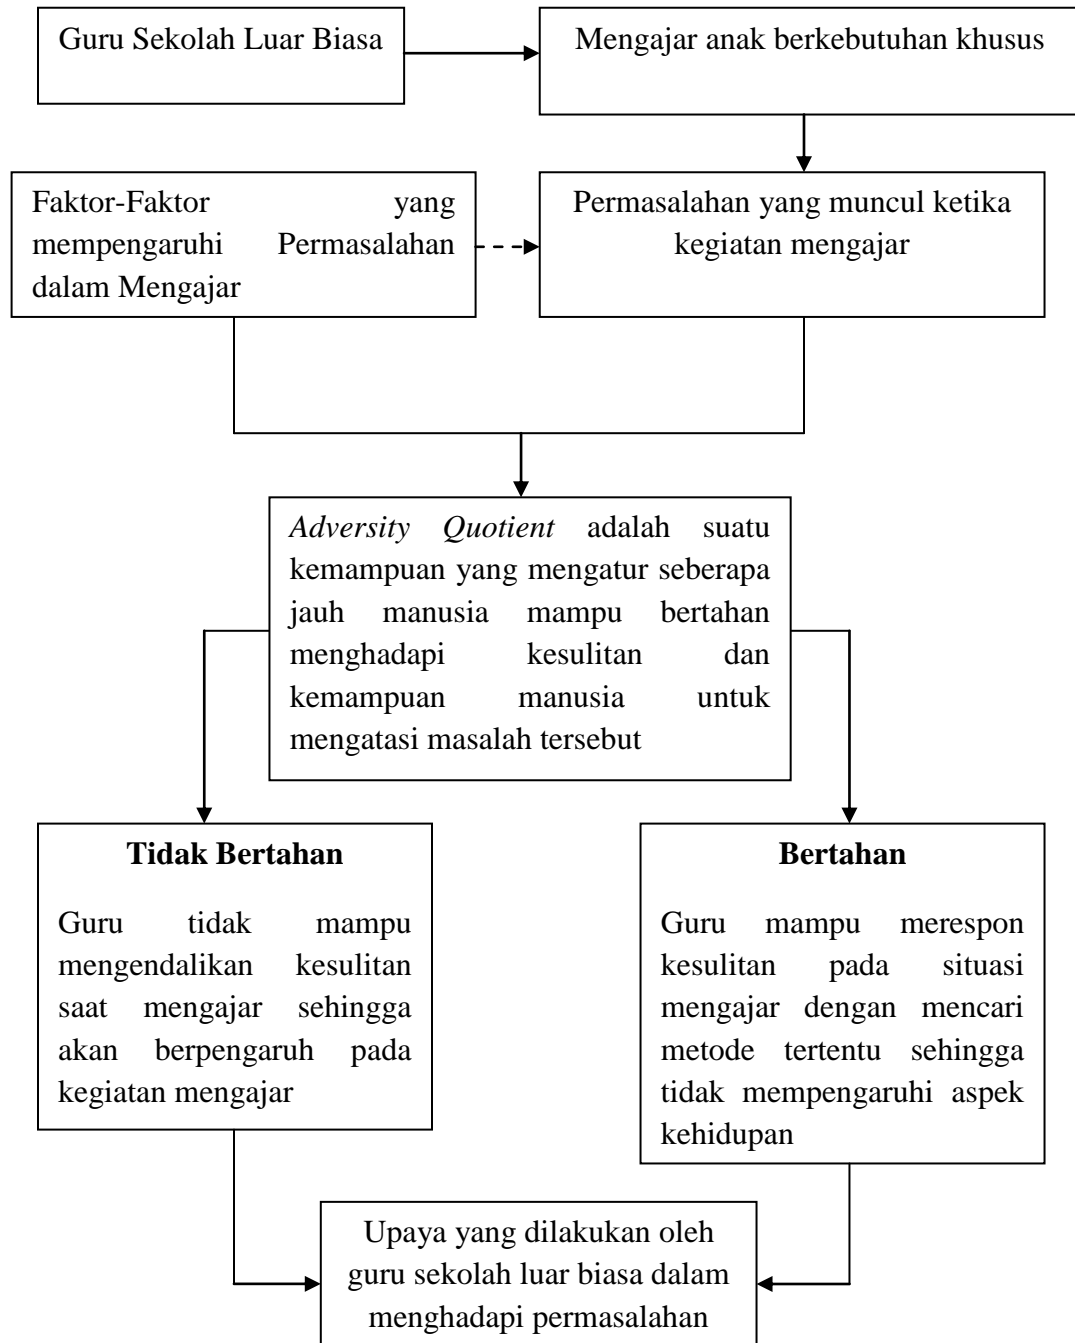 Guru Sekolah Luar Biasa
Mengajar anak berkebutuhan khusus
Faktor-Faktor yang
mempengaruhi Permasalahan
dalam Mengajar
Permasalahan yang muncul ketika
kegiatan mengajar
Adversity Quotient adalah suatu
kemampuan yang mengatur seberapa
jauh manusia mampu bertahan
menghadapi kesulitan dan
kemampuan manusia untuk
mengatasi masalah tersebut
Tidak Bertahan
Guru tidak mampu
mengendalikan kesulitan
saat mengajar sehingga
akan berpengaruh pada
kegiatan mengajar
Bertahan
Guru mampu merespon
kesulitan pada situasi
mengajar dengan mencari
metode tertentu sehingga
tidak mempengaruhi aspek
kehidupan
Upaya yang dilakukan oleh
guru sekolah luar biasa dalam
menghadapi permasalahan